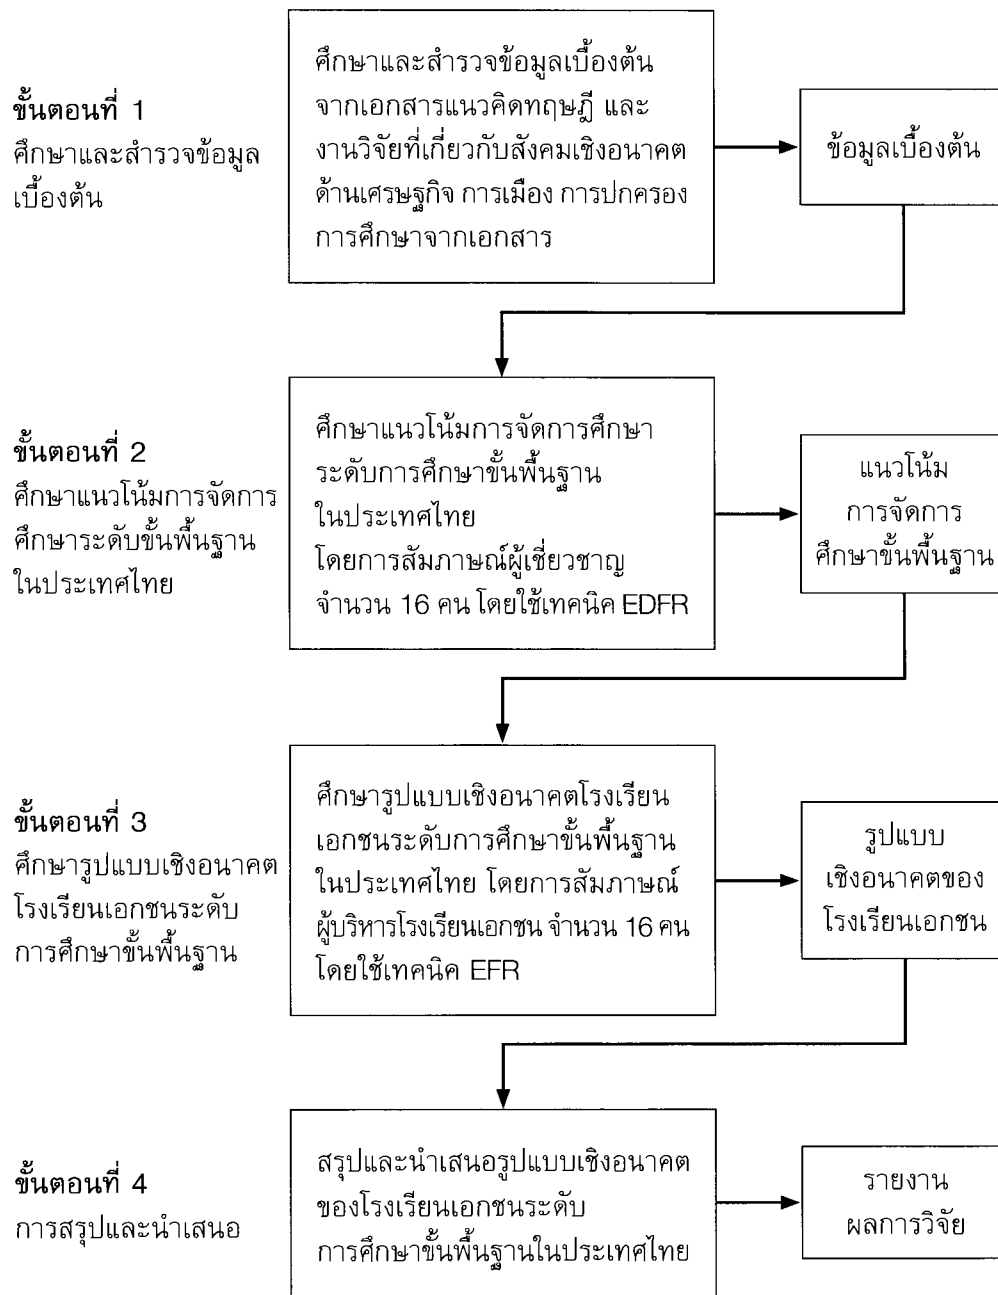 ขั้นตอนที่ 1
ศึกษาและสำรวจข้อมูล
เบื้องต้น
ศึกษาและสำรวจข้อมูลเบื้องต้น
จากเอกสารแนวคิดทฤษฎี และ
งานวิจัยที่เกี่ยวกับสังคมเชิงอนาคต
ด้านเศรษฐกิจ การเมือง การปกครอง
การศึกษาจากเอกสาร
ข้อมูลเบื้องต้น
ขั้นตอนที่ 2
ศึกษาแนวโน้มการจัดการ
ศึกษาระดับขั้นพื้นฐาน
ในประเทศไทย
ศึกษาแนวโน้มการจัดการศึกษา
ระดับการศึกษาขั้นพื้นฐาน
ในประเทศไทย
โดยการสัมภาษณ์ผู้เชี่ยวชาญ
จำนวน 16 คน โดยใช้เทคนิค EDFR
แนวโน้ม
การจัดการ
ศึกษาขั้นพื้นฐาน
ขั้นตอนที่ 3
ศึกษารูปแบบเชิงอนาคต
โรงเรียนเอกชนระดับ
การศึกษาขั้นพื้นฐาน
ศึกษารูปแบบเชิงอนาคตโรงเรียน
เอกชนระดับการศึกษาขั้นพื้นฐาน
ในประเทศไทย โดยการสัมภาษณ์
ผู้บริหารโรงเรียนเอกชน จำนวน 16 คน
โดยใช้เทคนิค EFR
รูปแบบ
เชิงอนาคตของ
โรงเรียนเอกชน
ขั้นตอนที่ 4
การสรุปและนำเสนอ
สรุปและนำเสนอรูปแบบเชิงอนาคต
ของโรงเรียนเอกชนระดับ
การศึกษาขั้นพื้นฐานในประเทศไทย
รายงาน
ผลการวิจัย